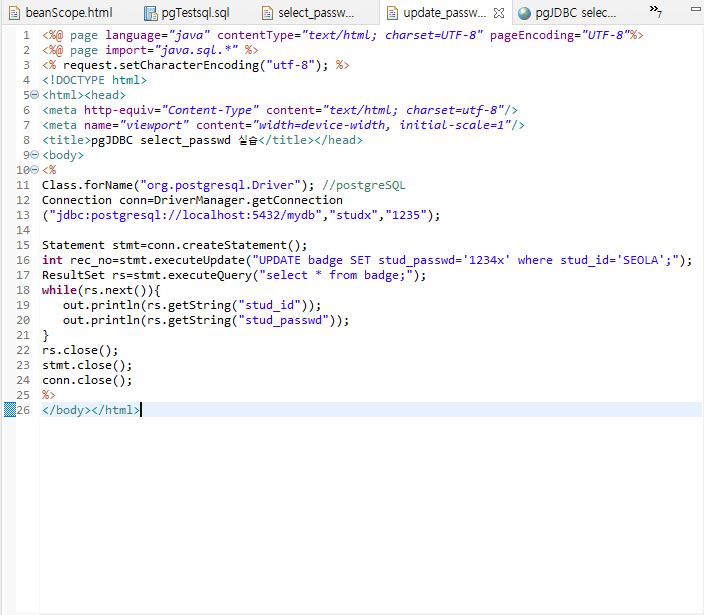 beanScope.html pgTestsql.sql select_passw... update_passw... pgJDBC selec... »7
1 <%@ page language="java" contentType="text/html; charset=UTF-8" pageEncoding="UTF-8"%>
2 <%@ page import="java.sql.*" %>
3 <% request.setCharacterEncoding("utf-8"); %>
4 <!DOCTYPE html>
5 <html><head>
6 <meta http-equiv="Content-Type" content="text/html; charset=utf-8"/>
7 <meta name="viewport" content="width=device-width, initial-scale=1"/>
8 <title>pgJDBC select_passwd 실습</title></head>
9 <body>
10 <%
11 Class.forName("org.postgresql.Driver"); //postgreSQL
12 Connection conn=DriverManager.getConnection
13 ("jdbc:postgresql://localhost:5432/mydb","studx","1235");
14
15 Statement stmt=conn.createStatement();
16 int rec_no=stmt.executeUpdate("UPDATE badge SET stud_passwd='1234x' where stud_id='SEOLA';");
17 ResultSet rs=stmt.executeQuery("select * from badge;");
18 while(rs.next()){
19 out.println(rs.getString("stud_id"));
20 out.println(rs.getString("stud_passwd"));
21 }
22 rs.close();
23 stmt.close();
24 conn.close();
25 %>
26 </body></html>